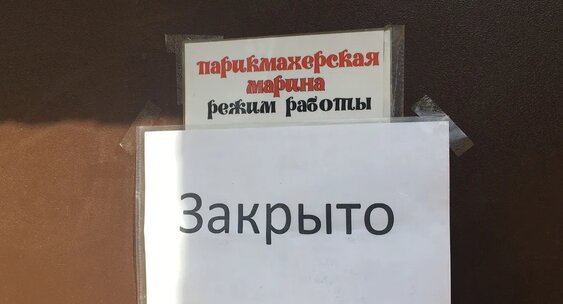 парикмахерская
марина
режим работы
Закрыто